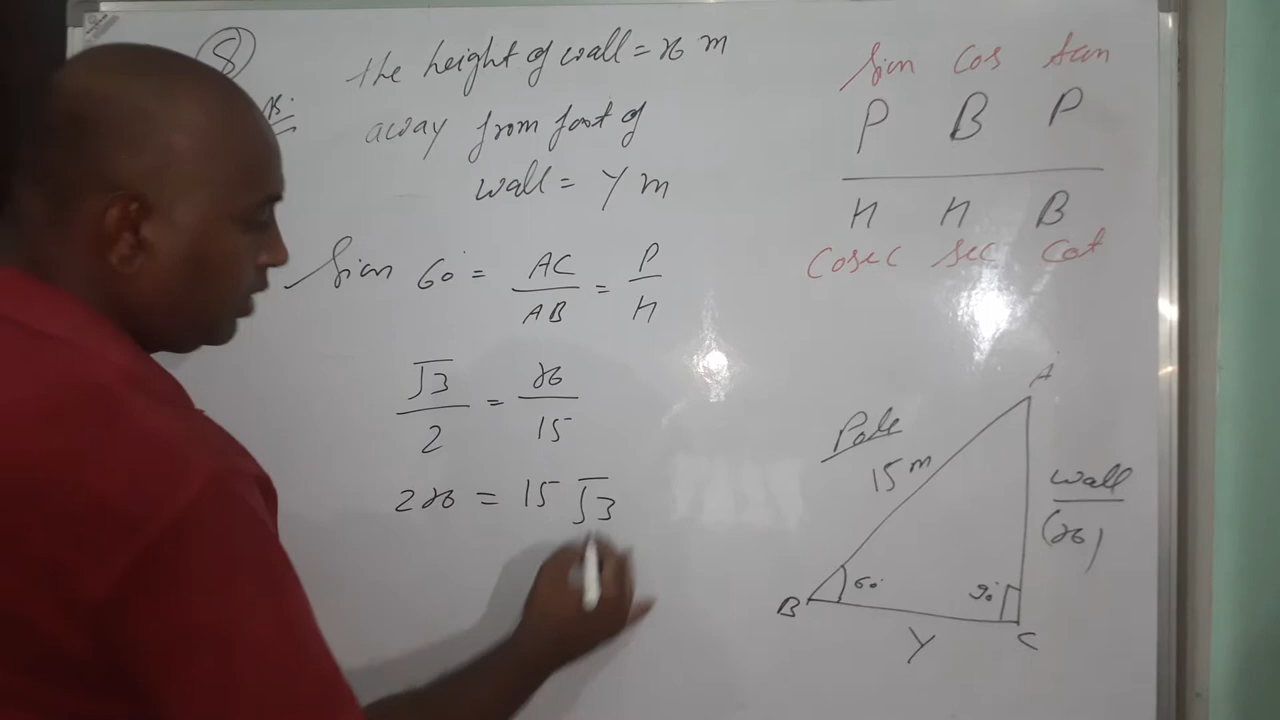 8
the height of wall = x m
away from foot of
wall = Y m
Sin 60° = AC/AB = P/H
√3/2 = x/15
2x = 15 √3
Sin Cos tan
P B P
H H B
Cosec sec cot
A
Pole
15 m
wall
(x)
B 60° 90° C
Y